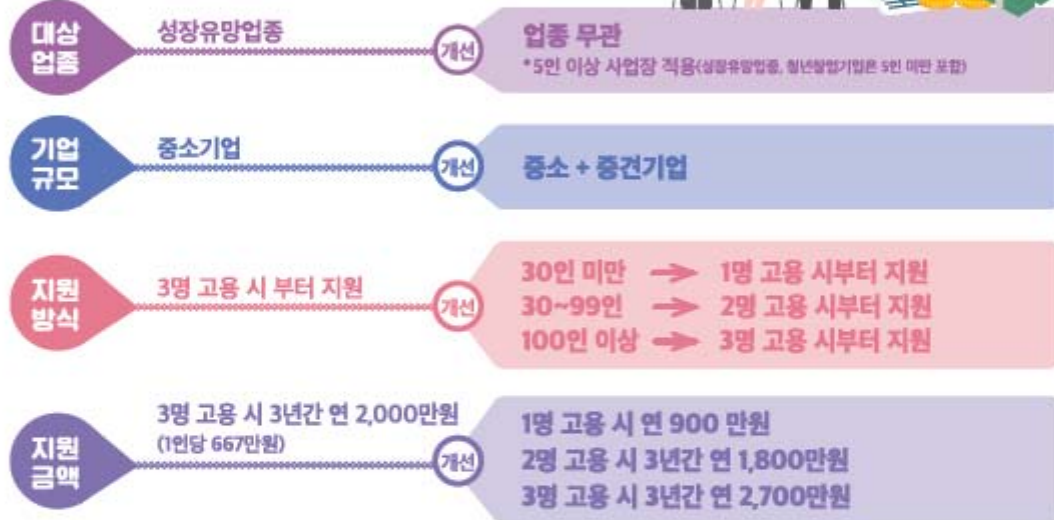 대상
업종
성장유망업종
개선
업종 무관
*5인 이상 사업장 적용(성장유망업종, 청년창업기업은 5인 미만 포함)
기업
규모
중소기업
개선
중소 + 중견기업
지원
방식
3명 고용 시 부터 지원
개선
30인 미만 → 1명 고용 시부터 지원
30~99인 → 2명 고용 시부터 지원
100인 이상 → 3명 고용 시부터 지원
지원
금액
3명 고용 시 3년간 연 2,000만원
(1인당 667만원)
개선
1명 고용 시 연 900 만원
2명 고용 시 3년간 연 1,800만원
3명 고용 시 3년간 연 2,700만원